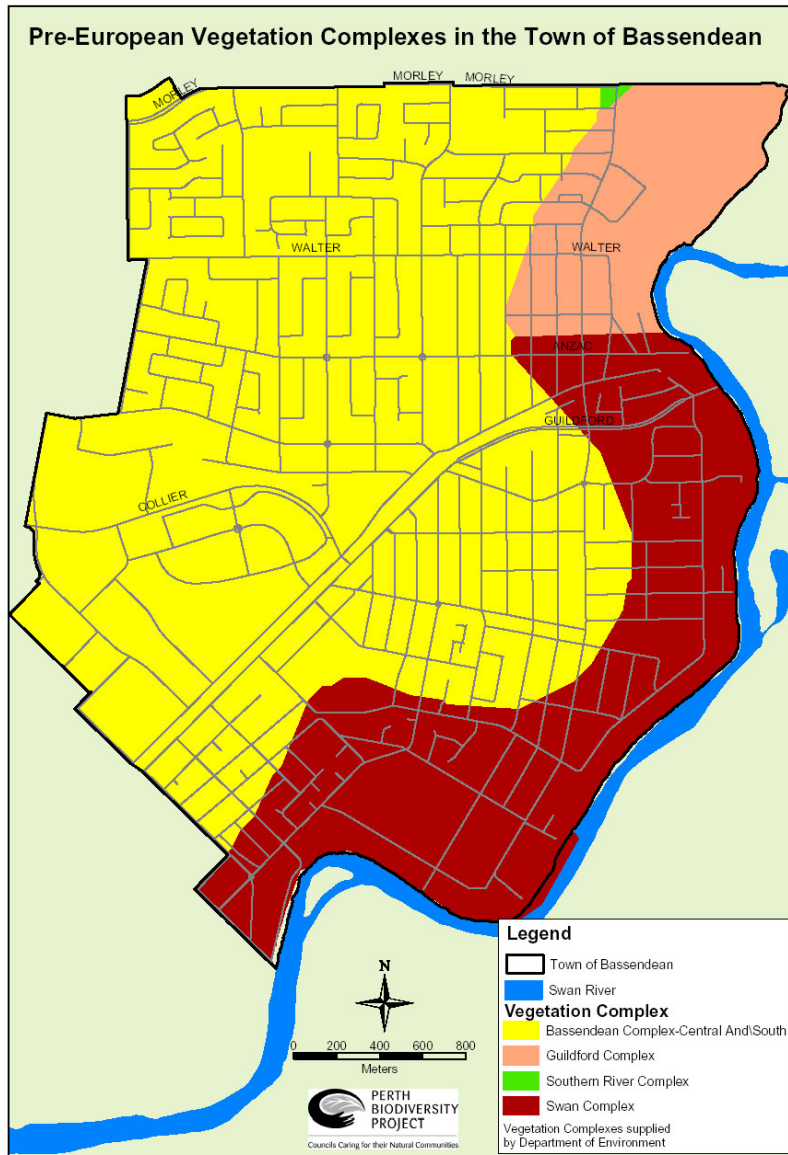 Pre-European Vegetation Complexes in the Town of Bassendean
MORLEY
MORLEY
MORLEY
WALTER
WALTER
ANZAC
GUILDFORD
COLLIER
Legend
Town of Bassendean
Swan River
Vegetation Complex
Bassendean Complex-Central And\South
Guildford Complex
Southern River Complex
Swan Complex
Vegetation Complexes supplied
by Department of Environment
N
0 200 400 600 800
Meters
PERTH
BIODIVERSITY
PROJECT
Councils Caring for their Natural Communities